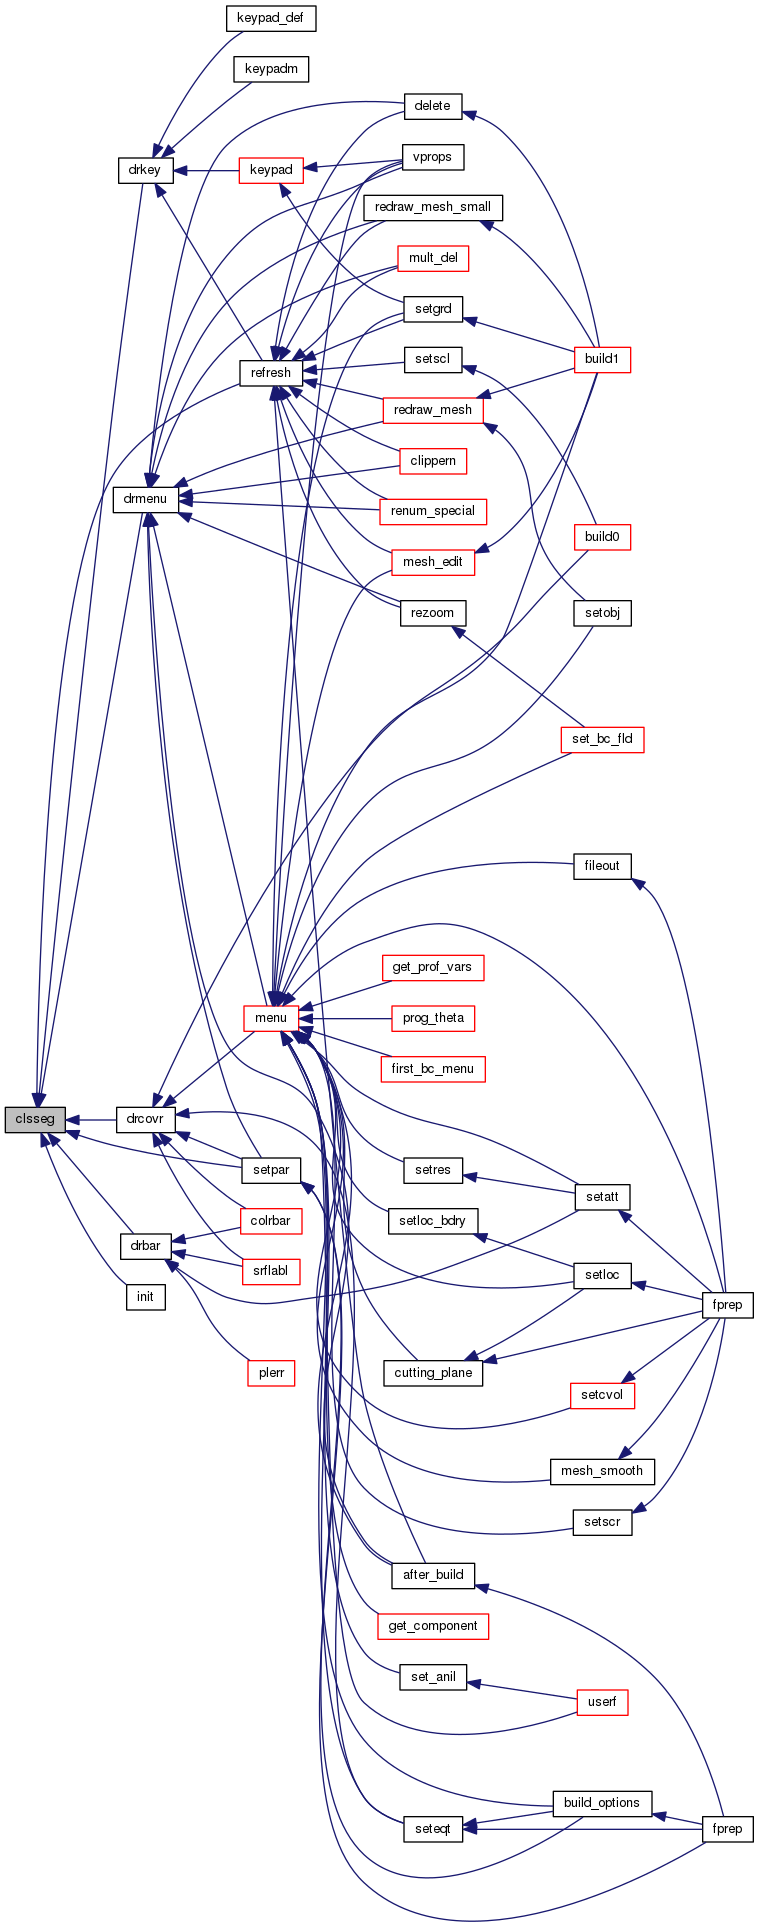 keypad_def
keypadm
delete
vprops
drkey
keypad
redraw_mesh_small
mult_del
setgrd
setscl
build1
refresh
redraw_mesh
clippern
drmenu
renum_special
build0
mesh_edit
rezoom
setobj
set_bc_fld
fileout
get_prof_vars
menu
prog_theta
first_bc_menu
clsseg
drcovr
setpar
setres
setatt
colrbar
setloc_bdry
drbar
srflabl
setloc
init
fprep
plerr
cutting_plane
setcvol
mesh_smooth
setscr
after_build
get_component
set_anil
userf
build_options
seteqt
fprep